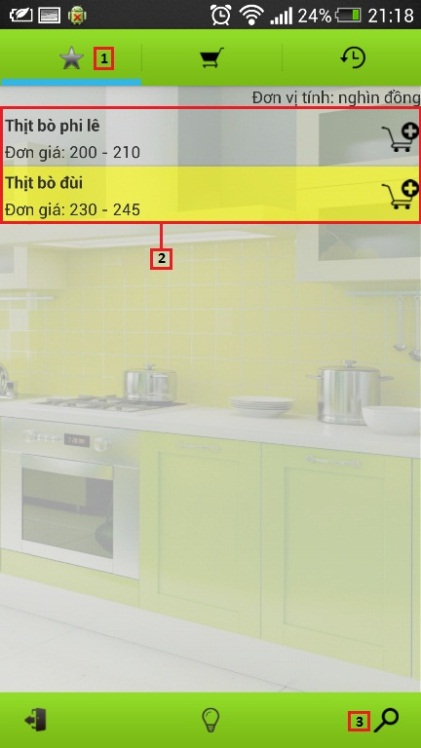 24% 21:18
1
Đơn vị tính: nghìn đồng
Thịt bò phi lê
Đơn giá: 200 - 210
Thịt bò đùi
Đơn giá: 230 - 245
2
3